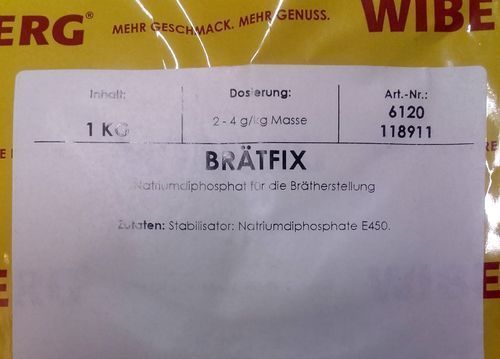 ERG® MEHR GESCHMACK. MEHR GENUSS. WIBE
Inhalt: Dosierung: Art.-Nr.:
1 KG 2 - 4 g/kg Masse 6120
118911
BRÄTFIX
Natriumdiphosphat für die Brätherstellung
Zutaten: Stabilisator: Natriumdiphosphate E450.